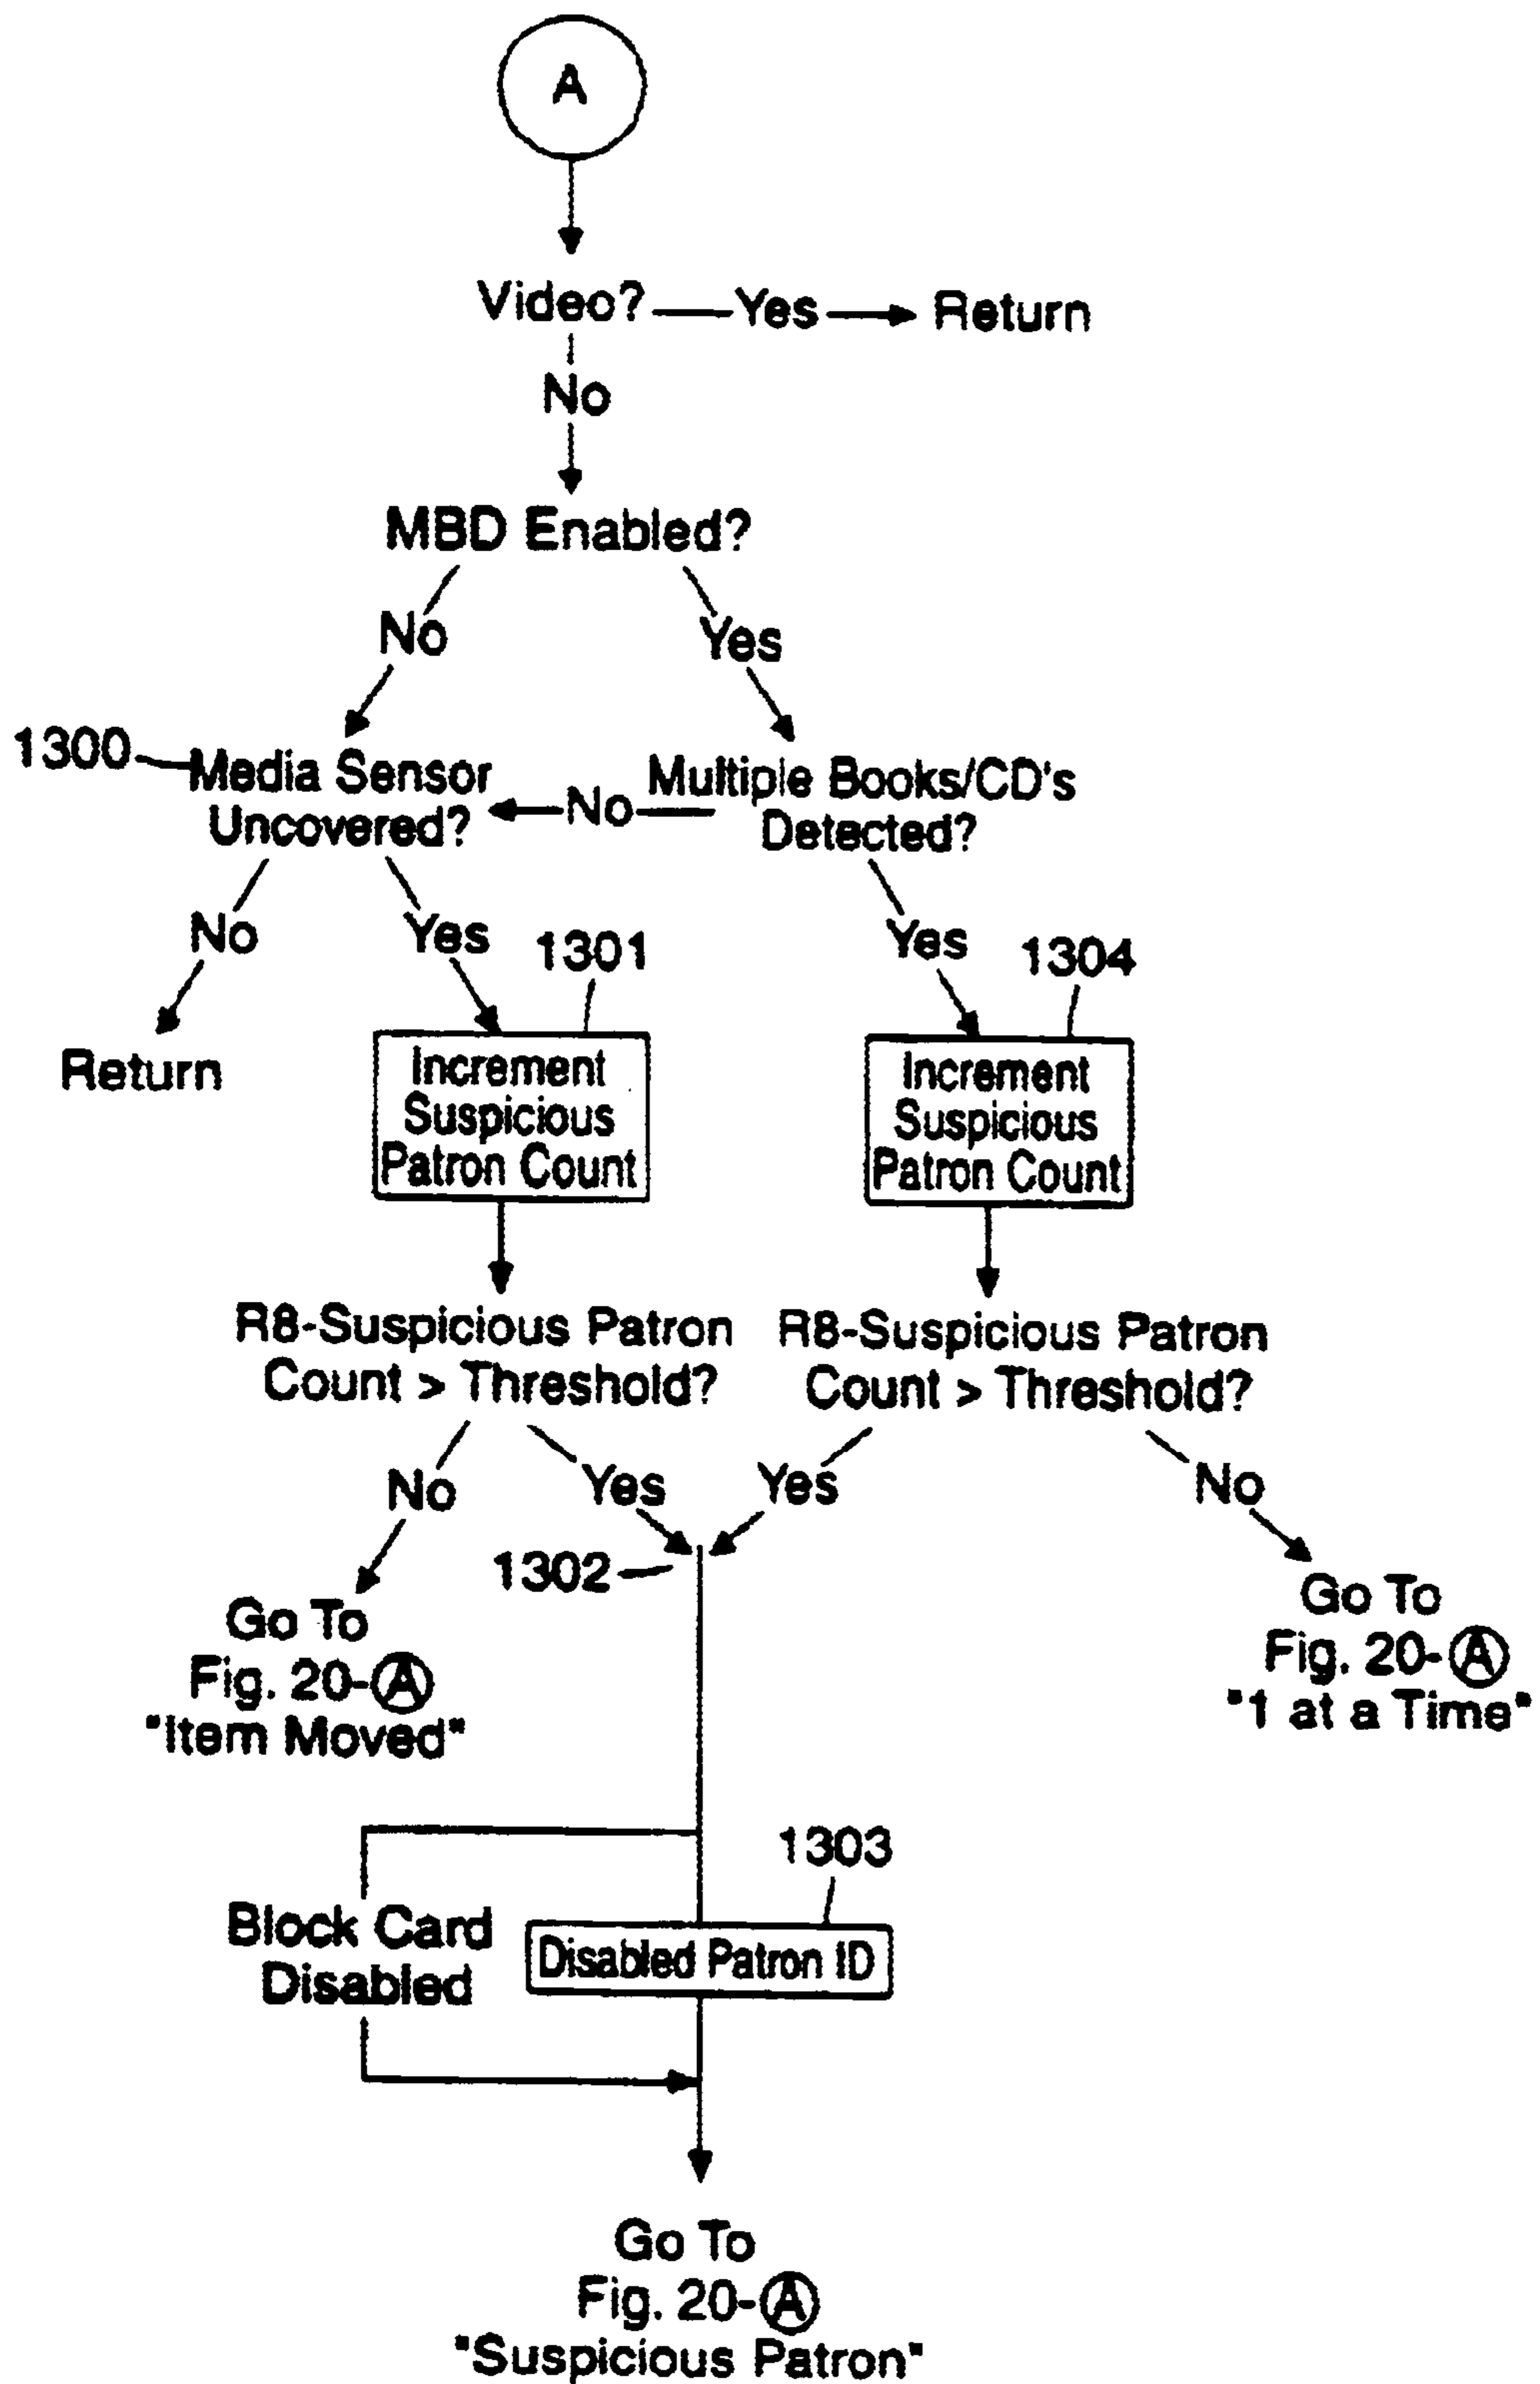 A
Video? Yes Return
No
MBD Enabled?
No Yes
1300 Media Sensor
Uncovered?
No
Multiple Books/CD's
Detected?
No Yes 1301
Yes 1304
Return
Increment
Suspicious
Patron Count
Increment
Suspicious
Patron Count
R8-Suspicious Patron
Count > Threshold?
R8-Suspicious Patron
Count > Threshold?
No Yes Yes No
1302
Go To
Fig. 20-A
"Item Moved"
Go To
Fig. 20-A
"1 at a Time"
1303
Block Card
Disabled
Disabled Patron ID
Go To
Fig. 20-A
"Suspicious Patron"